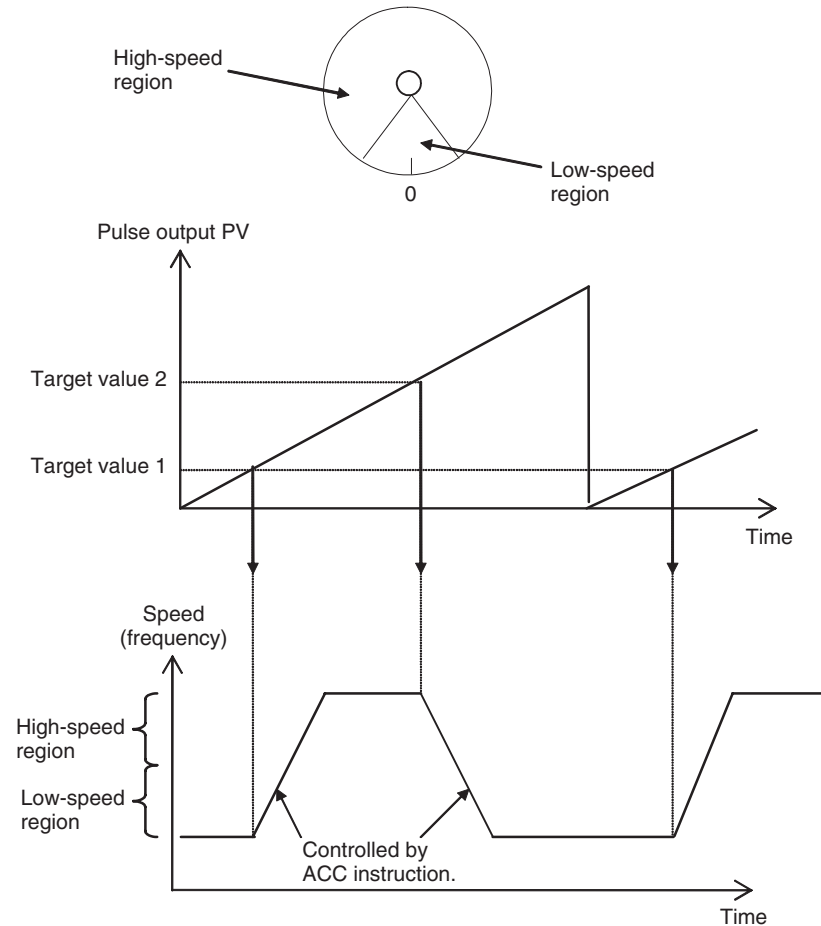 High-speed
region
Low-speed
region
0
Pulse output PV
Target value 2
Target value 1
Time
Speed
(frequency)
High-speed
region
Low-speed
region
Controlled by
ACC instruction.
Time